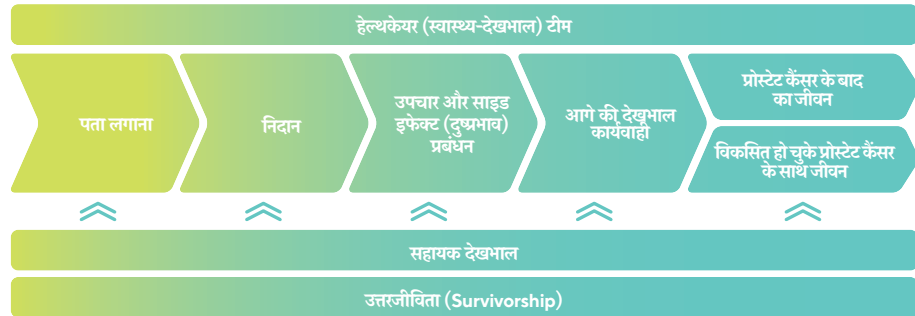 हेल्थकेयर (स्वास्थ्य-देखभाल) टीम
पता लगाना
निदान
उपचार और साइड
इफेक्ट (दुष्प्रभाव)
प्रबंधन
आगे की देखभाल
कार्यवाही
प्रोस्टेट कैंसर के बाद
का जीवन
विकसित हो चुके प्रोस्टेट कैंसर
के साथ जीवन
सहायक देखभाल
उत्तरजीविता (Survivorship)